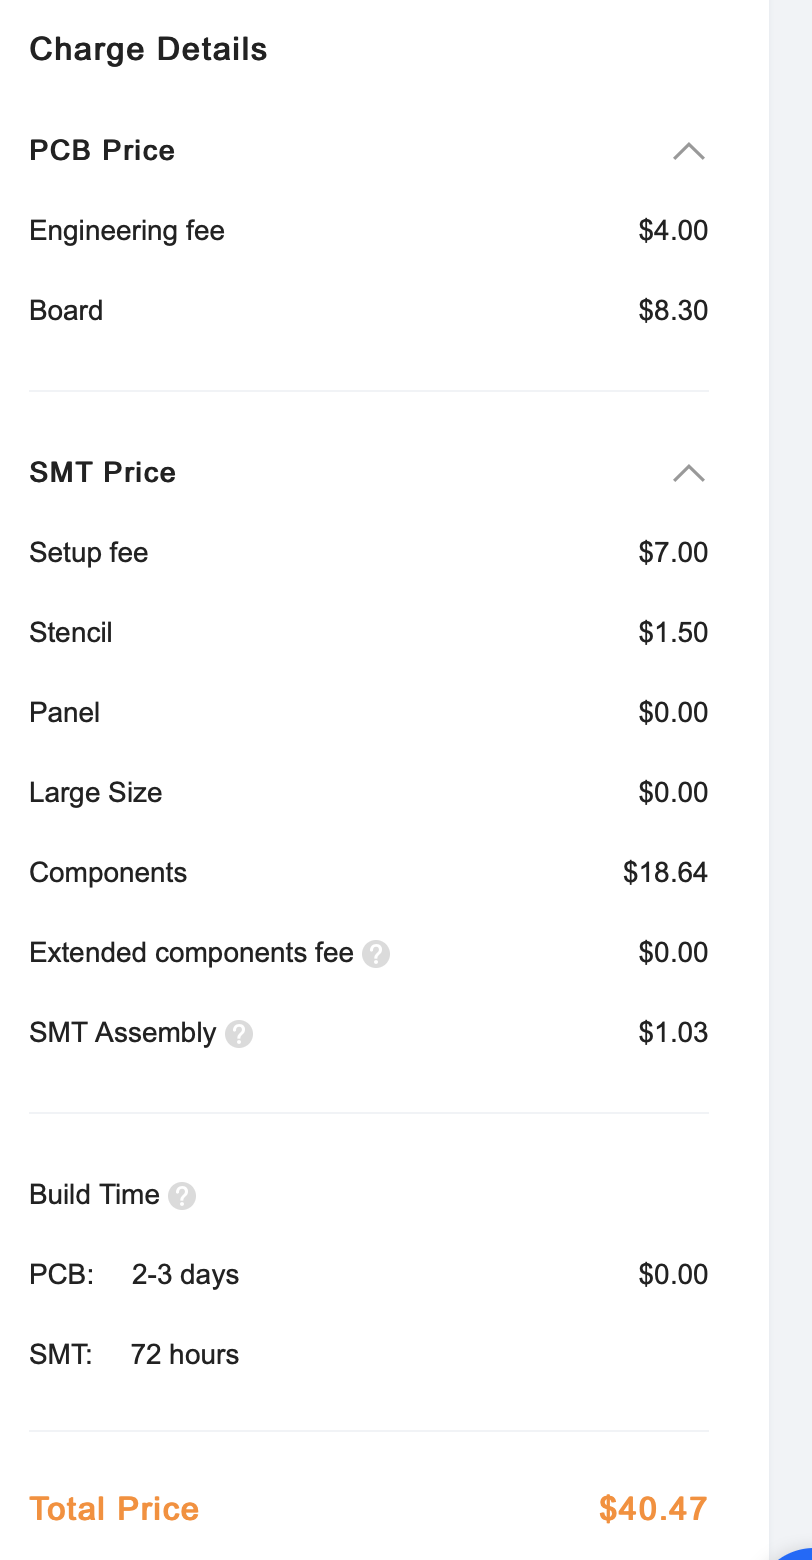 Charge Details
PCB Price
Engineering fee $4.00
Board $8.30
SMT Price
Setup fee $7.00
Stencil $1.50
Panel $0.00
Large Size $0.00
Components $18.64
Extended components fee ? $0.00
SMT Assembly ? $1.03
Build Time ?
PCB: 2-3 days $0.00
SMT: 72 hours
Total Price $40.47